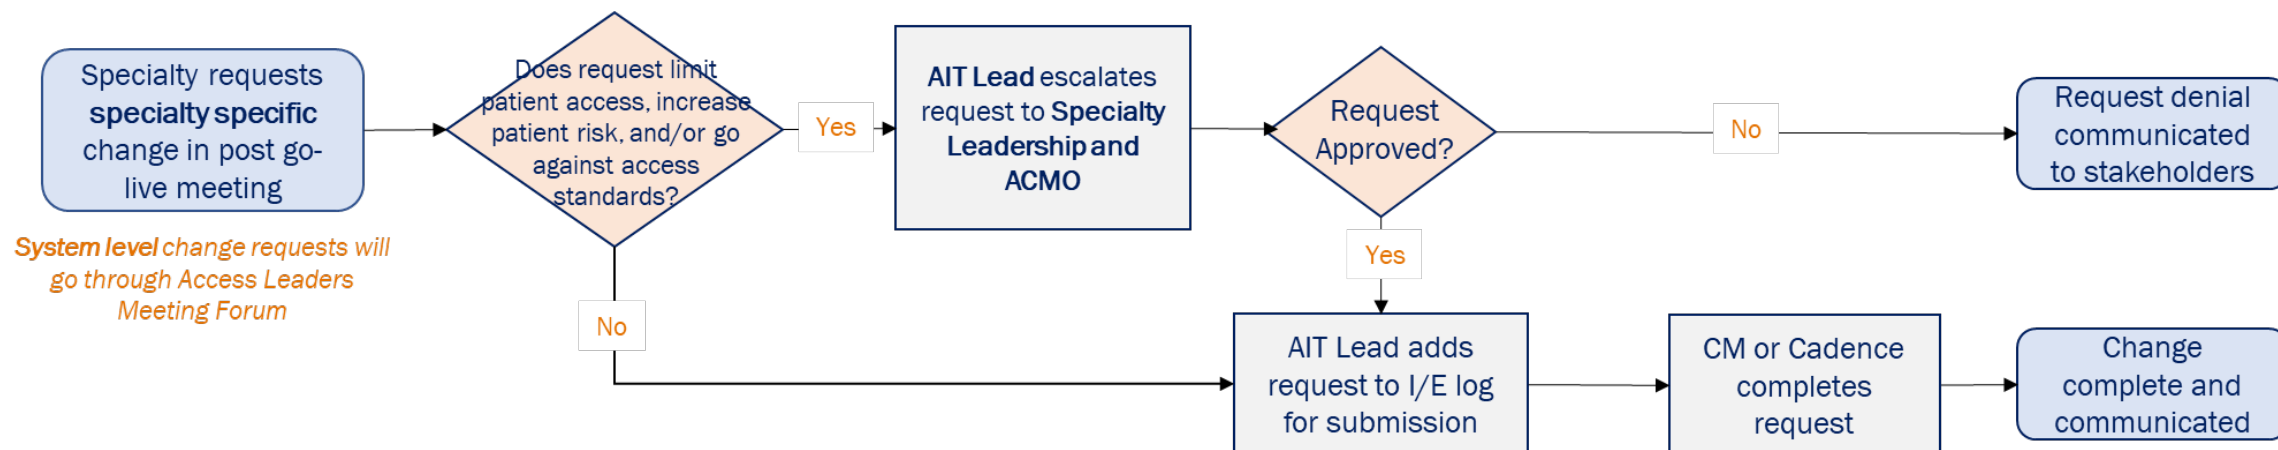 Specialty requests
specialty specific
change in post go-
live meeting
System level change requests will
go through Access Leaders
Meeting Forum
Does request limit
patient access, increase
patient risk, and/or go
against access
standards?
Yes
No
AIT Lead escalates
request to Specialty
Leadership and
ACMO
Request
Approved?
No
Request denial
communicated
to stakeholders
Yes
AIT Lead adds
request to I/E log
for submission
CM or Cadence
completes
request
Change
complete and
communicated